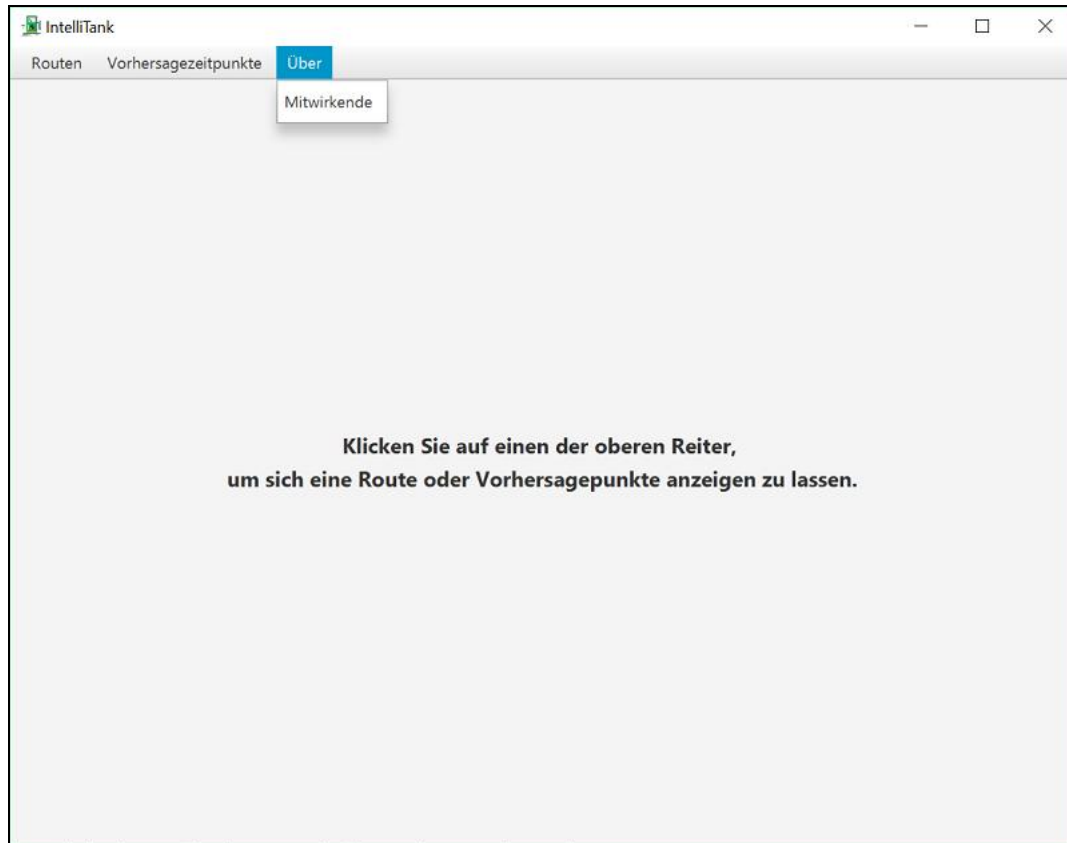 IntelliTank
Routen Vorhersagezeitpunkte Über
Mitwirkende
Klicken Sie auf einen der oberen Reiter,
um sich eine Route oder Vorhersagepunkte anzeigen zu lassen.